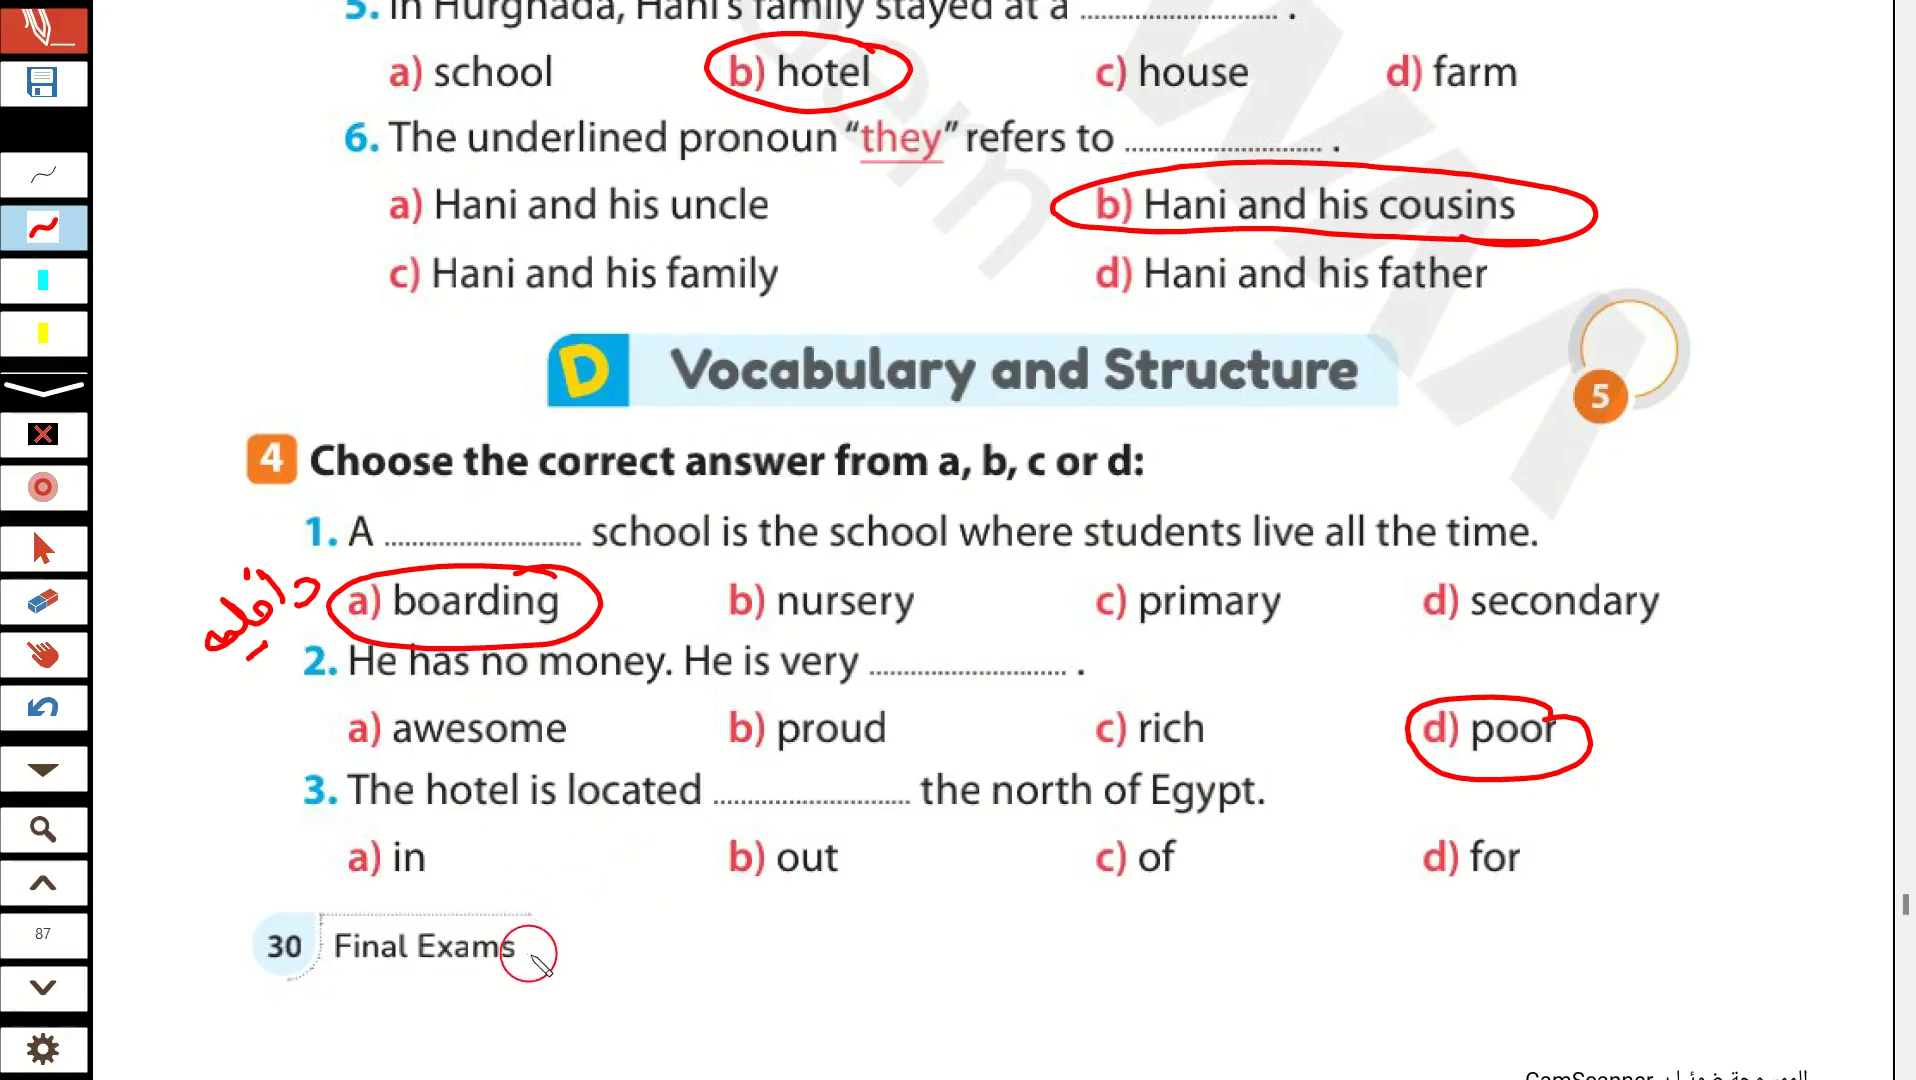 5. In Hurghada, Hani's family stayed at a .............................. .
a) school b) hotel c) house d) farm
6. The underlined pronoun “they” refers to .............................. .
a) Hani and his uncle b) Hani and his cousins
c) Hani and his family d) Hani and his father
D Vocabulary and Structure
5
4 Choose the correct answer from a, b, c or d:
1. A .............................. school is the school where students live all the time.
داخلية
a) boarding b) nursery c) primary d) secondary
2. He has no money. He is very .............................. .
a) awesome b) proud c) rich d) poor
3. The hotel is located .............................. the north of Egypt.
a) in b) out c) of d) for
87
30 Final Exams
CamScanner